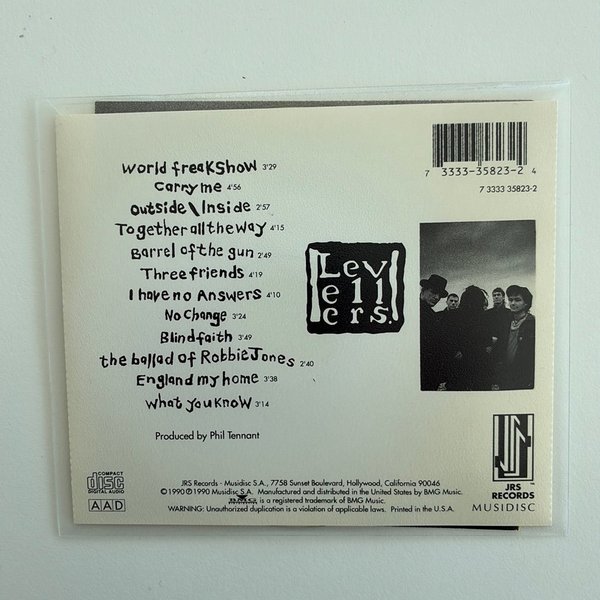 World freakshow 3'29
Carry me 4'56
Outside\Inside 2'57
Together all the way 4'15
Barrel of the gun 2'49
Three friends 4'19
I have no Answers 4'10
No Change 3'24
Blind faith 3'49
the ballad of Robbie Jones 2'40
England my home 3'38
What you know 3'14
Produced by Phil Tennant
Lev
ell
ers.
7 3333-35823-2 4
7 3333 35823-2
JRS
RECORDS
MUSIDISC
COMPACT
disc
DIGITAL AUDIO
AAD
JRS Records - Musidisc S.A., 7758 Sunset Boulevard, Hollywood, California 90046
© 1990 ℗ 1990 Musidisc S.A. Manufactured and distributed in the United States by BMG Music.
BMG is a registered trademark of BMG Music.
WARNING: Unauthorized duplication is a violation of applicable laws. Printed in the U.S.A.